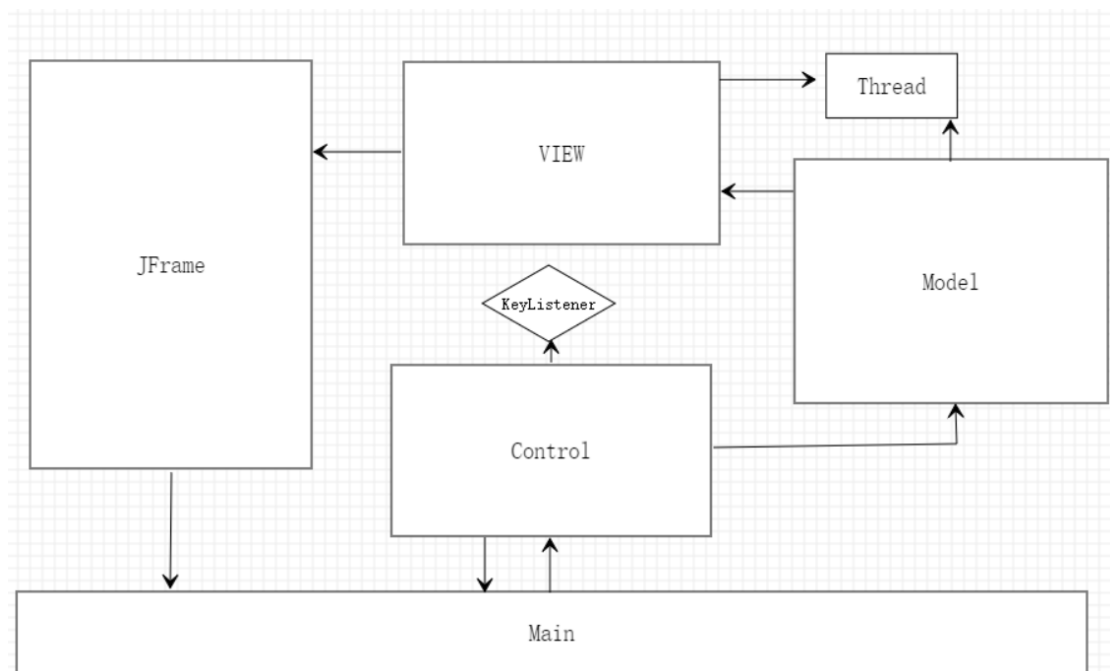 Thread
VIEW
JFrame
Model
KeyListener
Control
Main